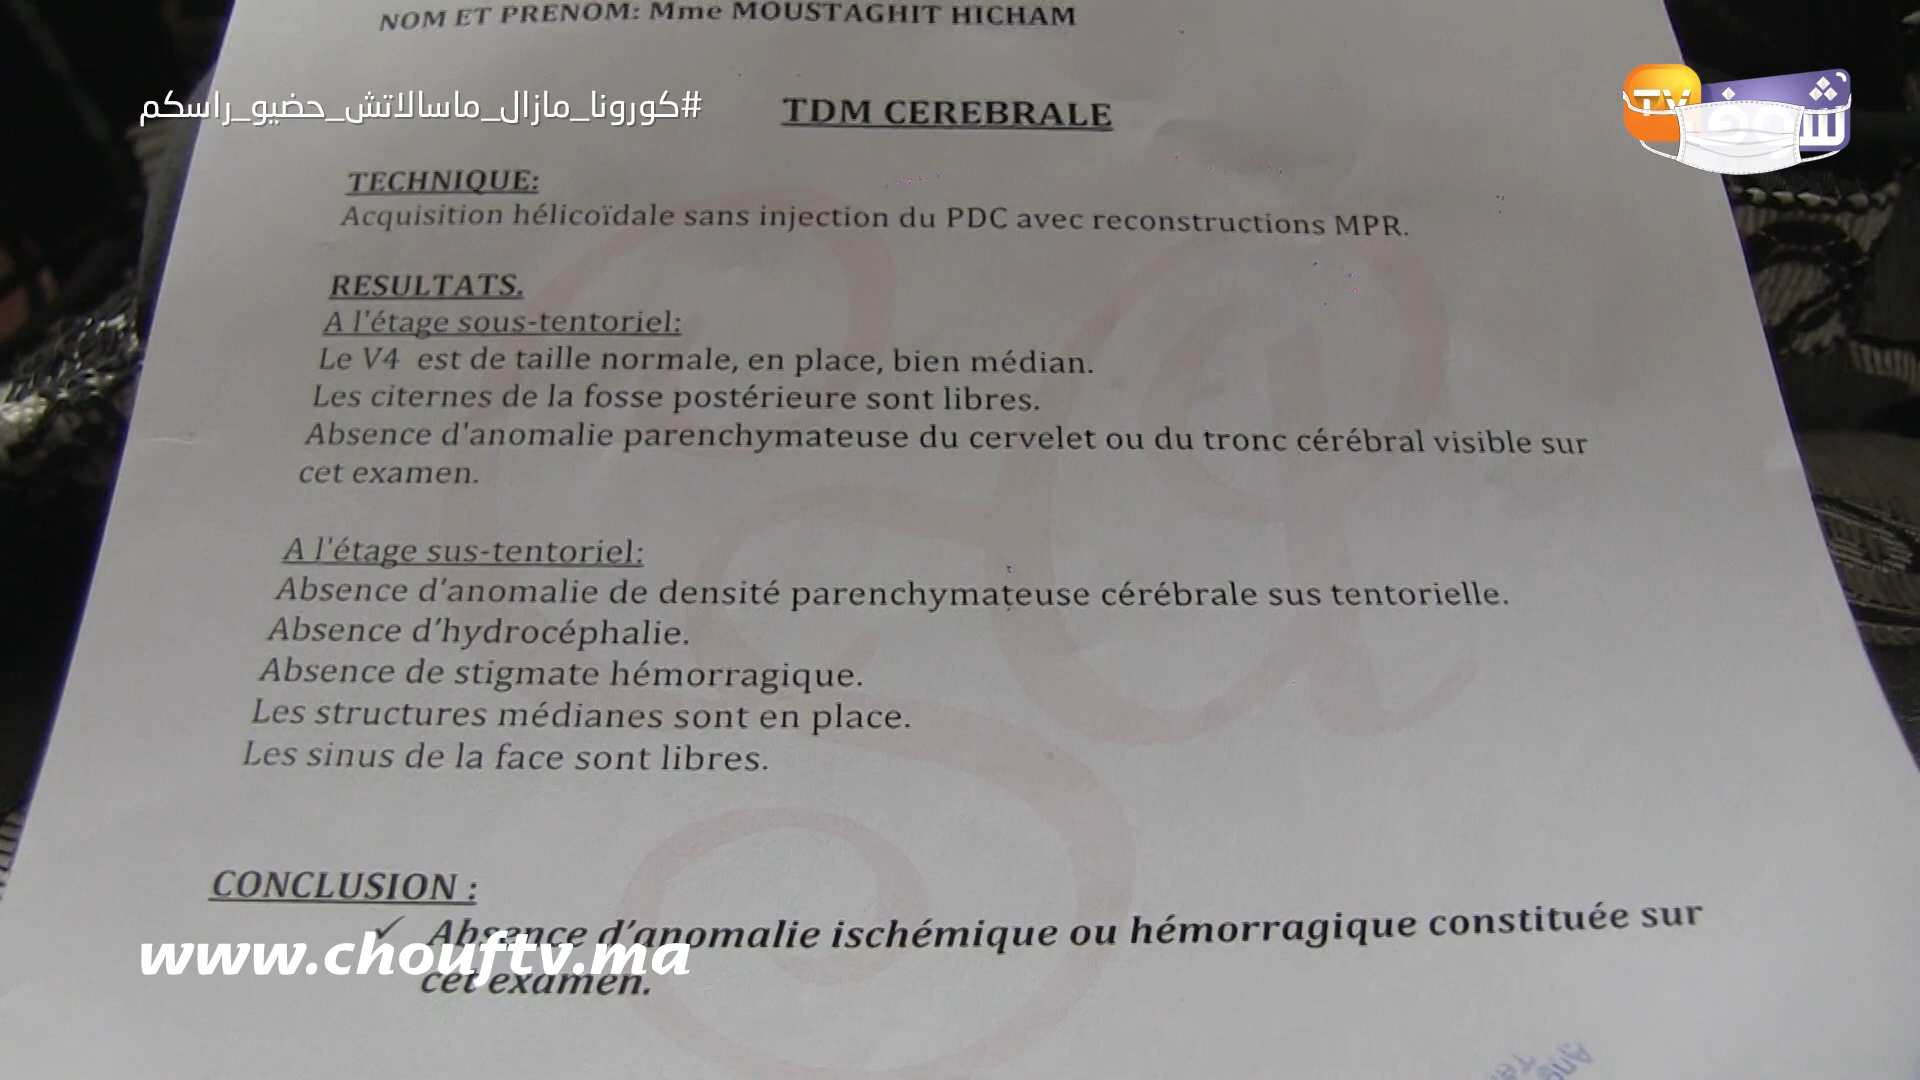 NOM ET PRENOM: Mme MOUSTAGHIT HICHAM
#كورونا_مازال_ماسالاتش_حضيو_راسكم
TV شوف
TDM CEREBRALE
TECHNIQUE:
Acquisition hélicoïdale sans injection du PDC avec reconstructions MPR.
RESULTATS.
A l'étage sous-tentoriel:
Le V4 est de taille normale, en place, bien médian.
Les citernes de la fosse postérieure sont libres.
Absence d'anomalie parenchymateuse du cervelet ou du tronc cérébral visible sur
cet examen.
A l'étage sus-tentoriel:
Absence d’anomalie de densité parenchymateuse cérébrale sus tentorielle.
Absence d’hydrocéphalie.
Absence de stigmate hémorragique.
Les structures médianes sont en place.
Les sinus de la face sont libres.
CONCLUSION :
✓ Absence d’anomalie ischémique ou hémorragique constituée sur
cet examen.
www.chouftv.ma